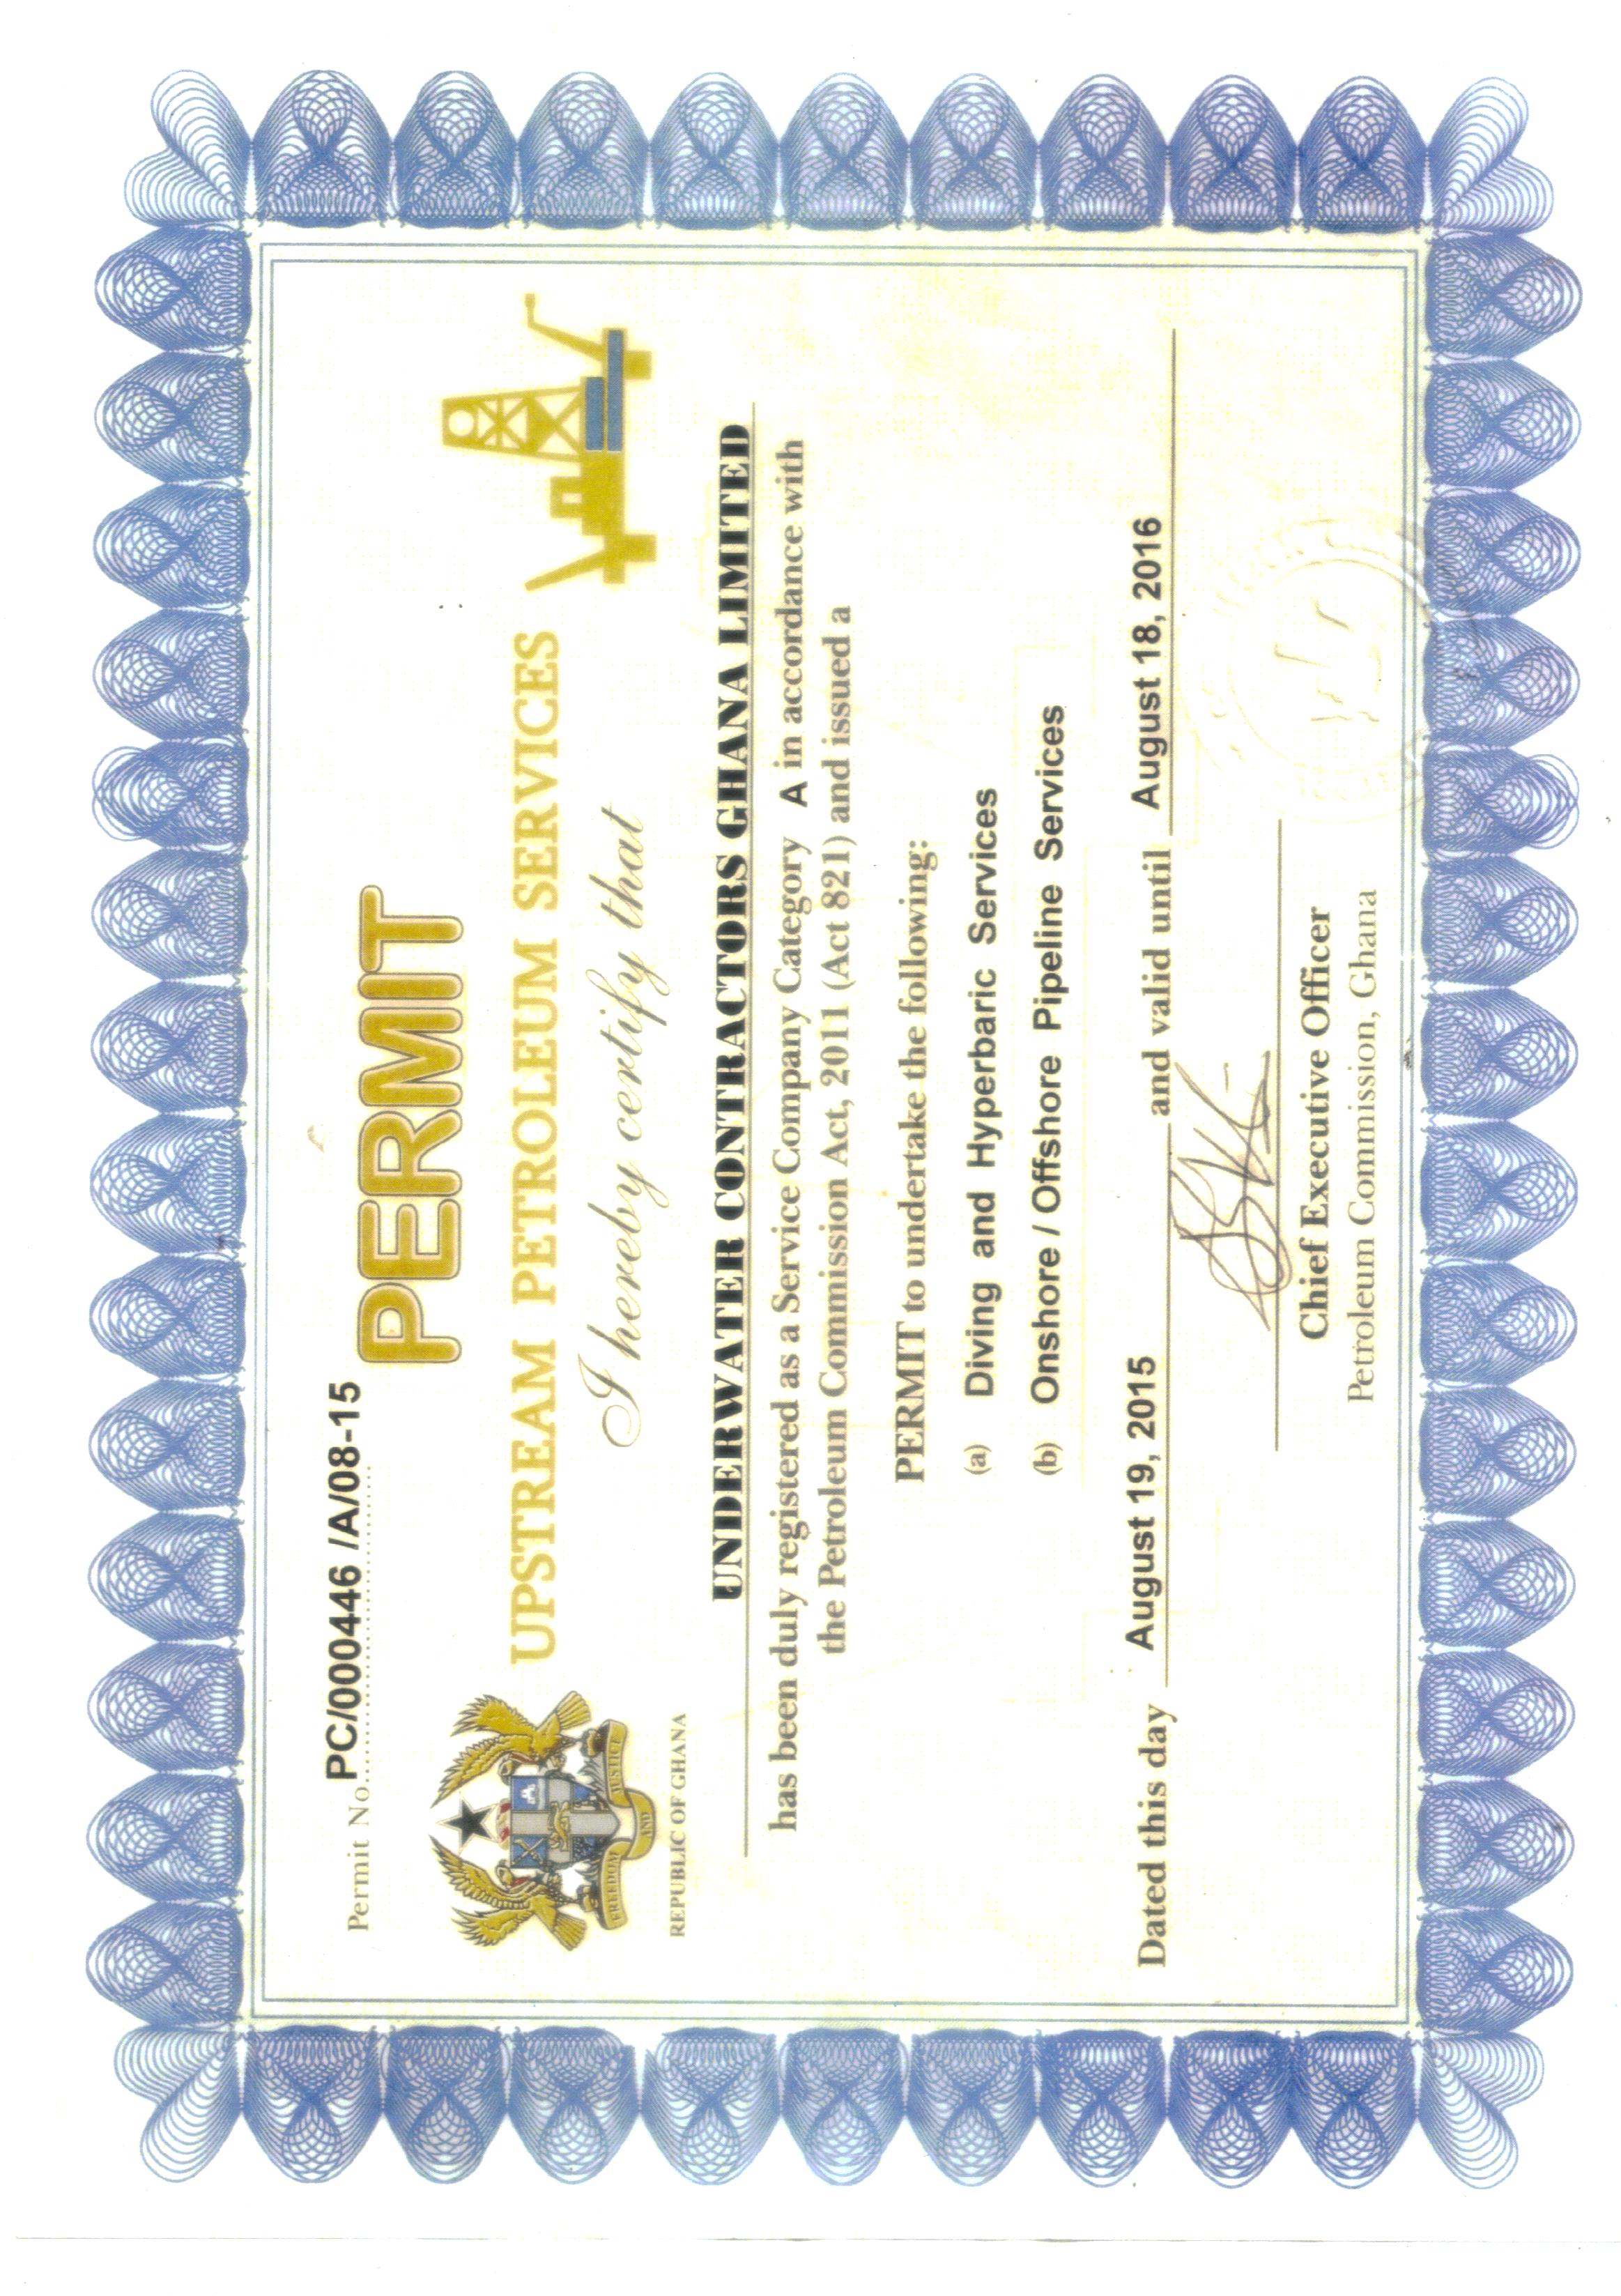 Permit No. PC/000446 /A/08-15
PERMIT
UPSTREAM PETROLEUM SERVICES
FREEDOM AND JUSTICE
REPUBLIC OF GHANA
I hereby certify that
UNDERWATER CONTRACTORS GHANA LIMITED
has been duly registered as a Service Company Category A in accordance with
the Petroleum Commission Act, 2011 (Act 821) and issued a
PERMIT to undertake the following:
(a) Diving and Hyperbaric Services
(b) Onshore / Offshore Pipeline Services
Dated this day August 19, 2015 and valid until August 18, 2016
Chief Executive Officer
Petroleum Commission, Ghana